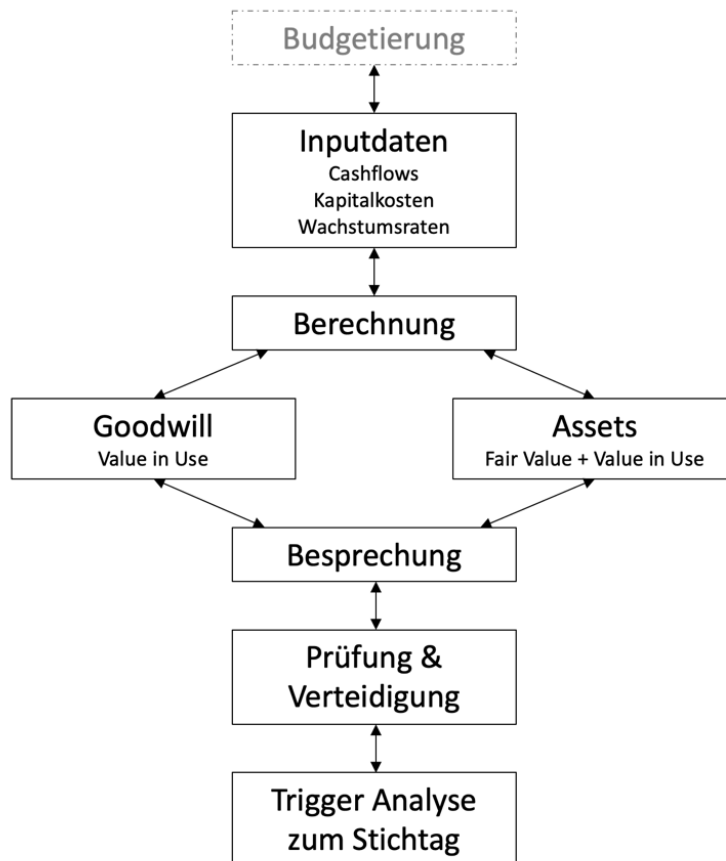 Budgetierung
Inputdaten
Cashflows
Kapitalkosten
Wachstumsraten
Berechnung
Goodwill
Value in Use
Assets
Fair Value + Value in Use
Besprechung
Prüfung &
Verteidigung
Trigger Analyse
zum Stichtag